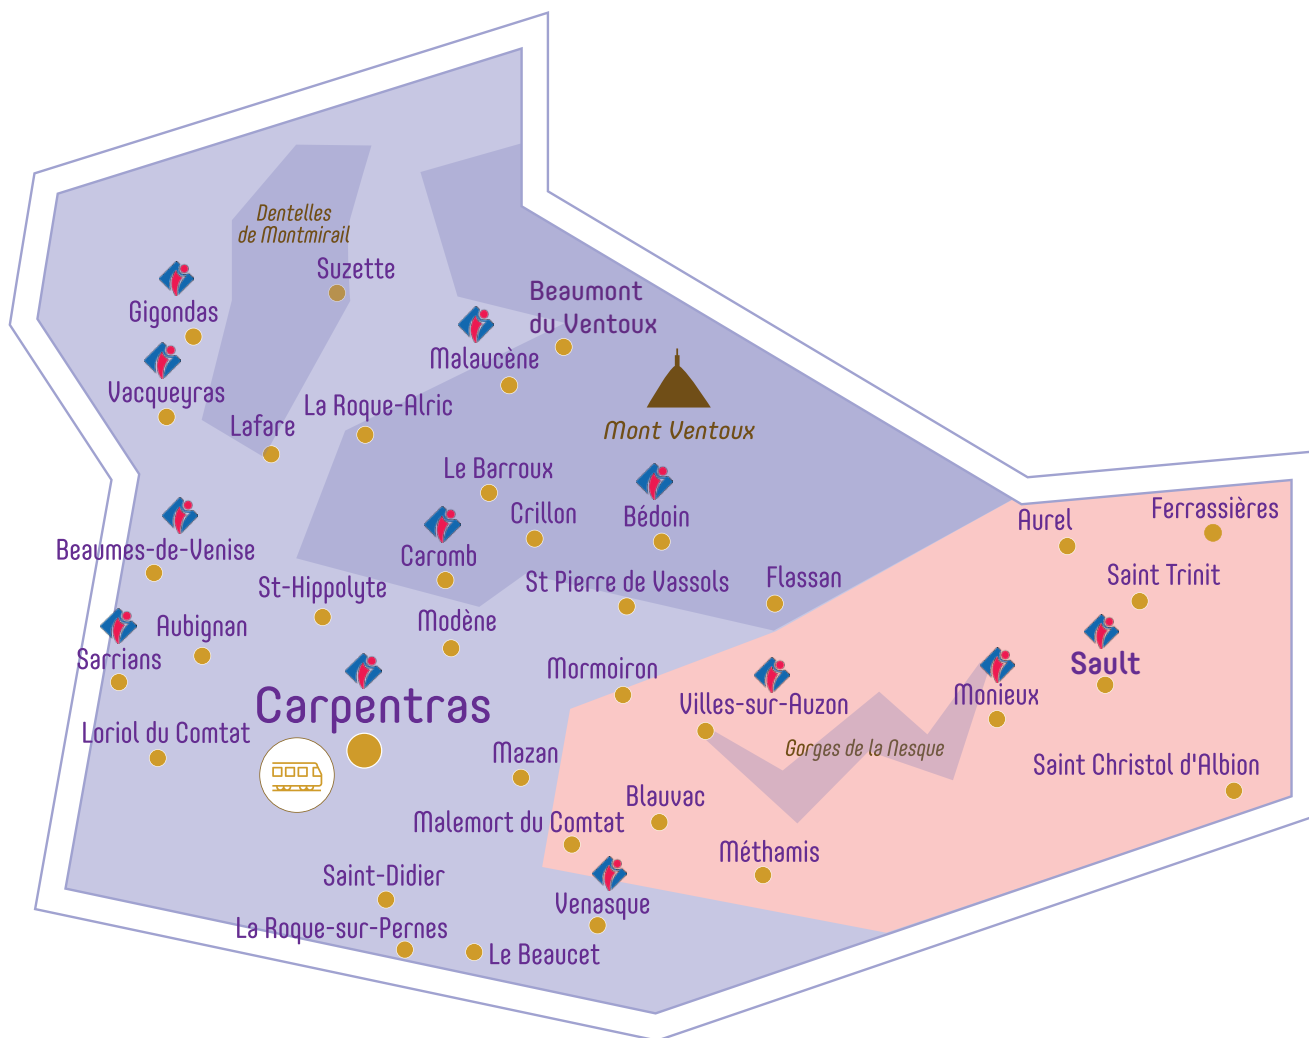 Dentelles
de Montmirail
Suzette
Gigondas
Beaumont
du Ventoux
Malaucène
Vacqueyras
La Roque-Alric
Lafare
Mont Ventoux
Le Barroux
Crillon
Bédoin
Aurel
Ferrassières
Beaumes-de-Venise
Caromb
St-Hippolyte
St Pierre de Vassols
Flassan
Saint Trinit
Modène
Aubignan
Sarrians
Mormoiron
Sault
Carpentras
Villes-sur-Auzon
Monieux
Loriol du Comtat
Mazan
Gorges de la Nesque
Saint Christol d'Albion
Blauvac
Malemort du Comtat
Méthamis
Saint-Didier
Venasque
La Roque-sur-Pernes
Le Beaucet